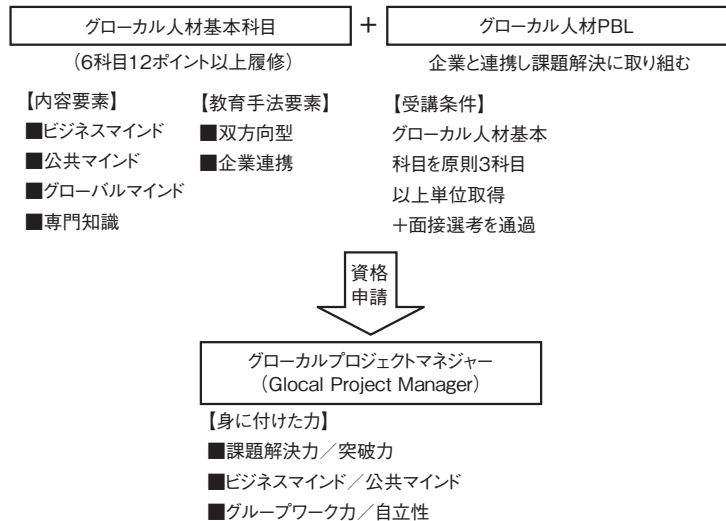 グローカル人材基本科目
（6科目12ポイント以上履修）
【内容要素】
■ビジネスマインド
■公共マインド
■グローバルマインド
■専門知識
【教育手法要素】
■双方向型
■企業連携
＋
グローカル人材PBL
企業と連携し課題解決に取り組む
【受講条件】
グローカル人材基本
科目を原則3科目
以上単位取得
＋面接選考を通過
資格
申請
グローカルプロジェクトマネジャー
（Glocal Project Manager）
【身に付けた力】
■課題解決力／突破力
■ビジネスマインド／公共マインド
■グループワーク力／自立性